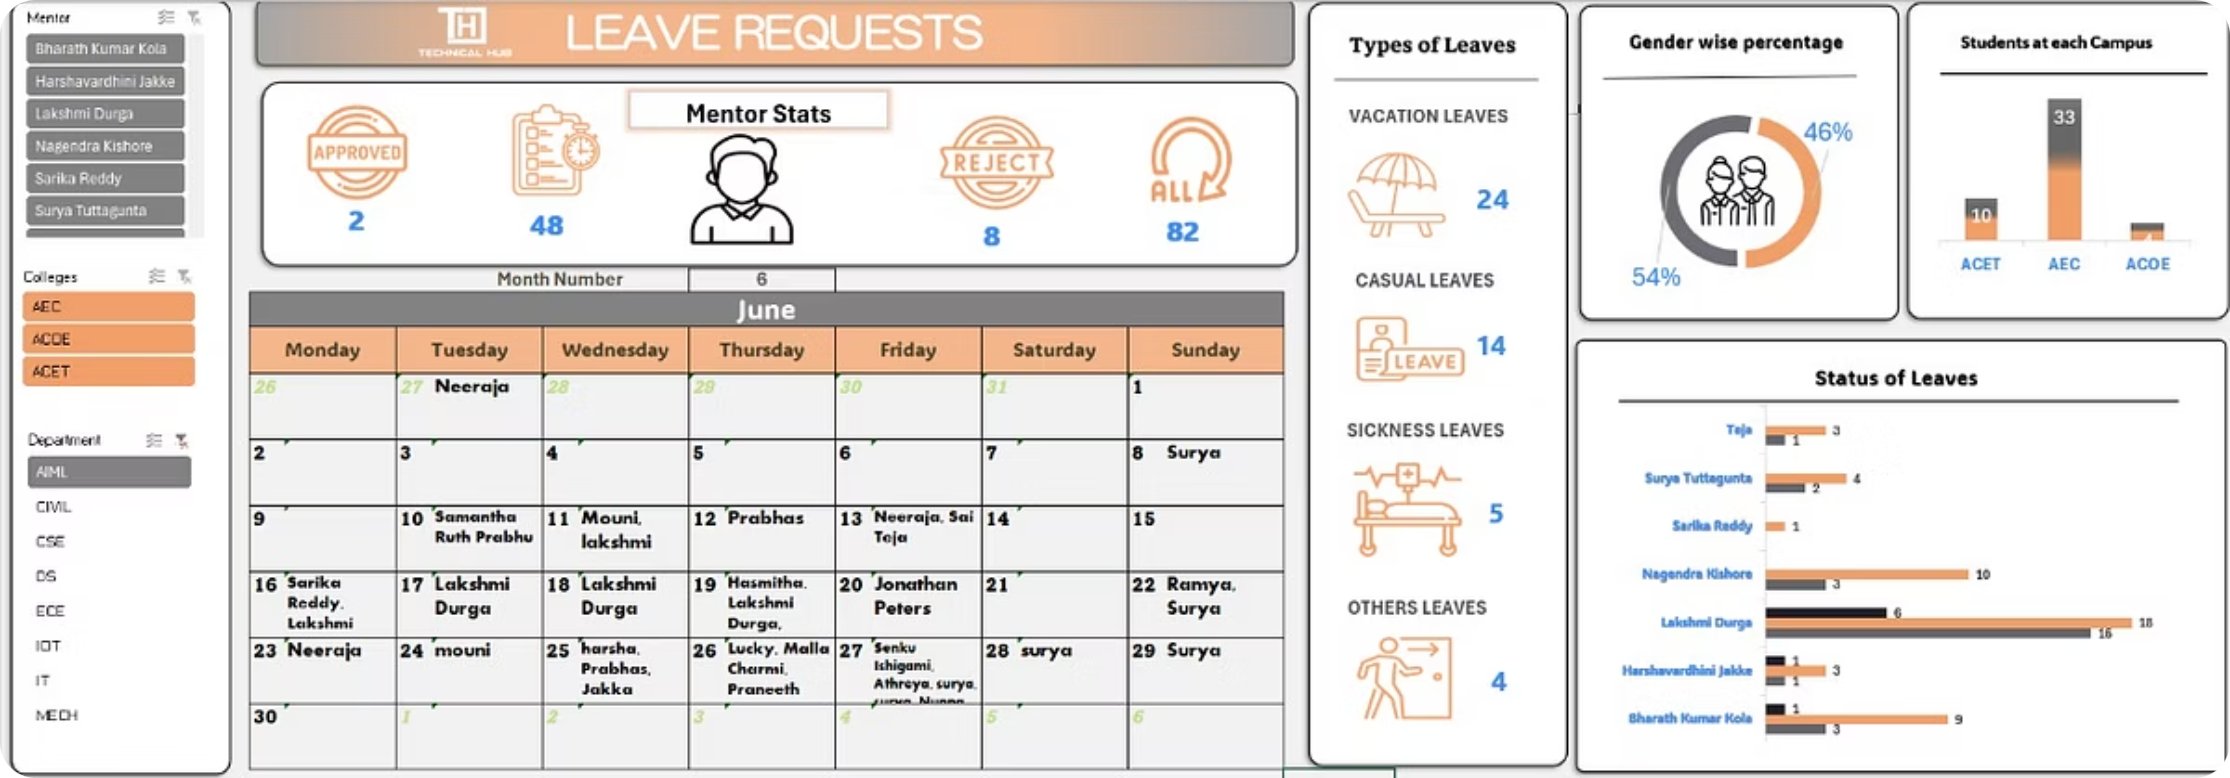 Mentor
Bharath Kumar Kola
Harshavardhini Jakke
Lakshmi Durga
Nagendra Kishore
Sarika Reddy
Surya Tuttagunta
Colleges
AEC
ACOE
ACET
Department
AIML
CIVIL
CSE
DS
ECE
IOT
IT
MECH
TH
TECHNICAL HUB
LEAVE REQUESTS
Mentor Stats
APPROVED
2
48
REJECT
8
ALL
82
Month Number 6
June
Monday Tuesday Wednesday Thursday Friday Saturday Sunday
26 27 Neeraja 28 29 30 31 1
2 3 4 5 6 7 8 Surya
9 10 Samantha Ruth Prabhu 11 Mouni, lakshmi 12 Prabhas 13 Neeraja, Sai Teja 14 15
16 Sarika Reddy, Lakshmi 17 Lakshmi Durga 18 Lakshmi Durga 19 Hasmitha, Lakshmi Durga, 20 Jonathan Peters 21 22 Ramya, Surya
23 Neeraja 24 mouni 25 harsha, Prabhas, Jakka 26 Lucky, Malla Charmi, Praneeth 27 Senku Ishigami, Athreya, surya, 28 surya 29 Surya
30 1 2 3 4 5 6
Types of Leaves
VACATION LEAVES
24
CASUAL LEAVES
LEAVE
14
SICKNESS LEAVES
5
OTHERS LEAVES
4
Gender wise percentage
46%
54%
Students at each Campus
10
33
4
ACET AEC ACOE
Status of Leaves
Teja 3 1
Surya Tuttagunta 4 2
Sarika Reddy 1
Nagendra Kishore 10 3
Lakshmi Durga 6 18 16
Harshavardhini Jakke 1 3 1
Bharath Kumar Kola 1 9 3